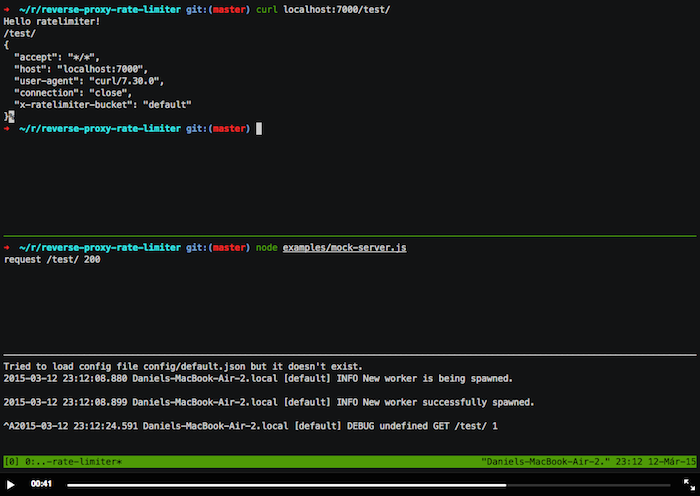 ➜  ~/r/reverse-proxy-rate-limiter git:(master) curl localhost:7000/test/
Hello ratelimiter!
/test/
{
  "accept": "*/*",
  "host": "localhost:7000",
  "user-agent": "curl/7.30.0",
  "connection": "close",
  "x-ratelimiter-bucket": "default"
}%
➜  ~/r/reverse-proxy-rate-limiter git:(master)
➜  ~/r/reverse-proxy-rate-limiter git:(master) node examples/mock-server.js
request /test/ 200
Tried to load config file config/default.json but it doesn't exist.
2015-03-12 23:12:08.880 Daniels-MacBook-Air-2.local [default] INFO New worker is being spawned.
2015-03-12 23:12:08.899 Daniels-MacBook-Air-2.local [default] INFO New worker successfully spawned.
^A2015-03-12 23:12:24.591 Daniels-MacBook-Air-2.local [default] DEBUG undefined GET /test/ 1
[0] 0:..-rate-limiter* "Daniels-MacBook-Air-2." 23:12 12-Már-15
00:41